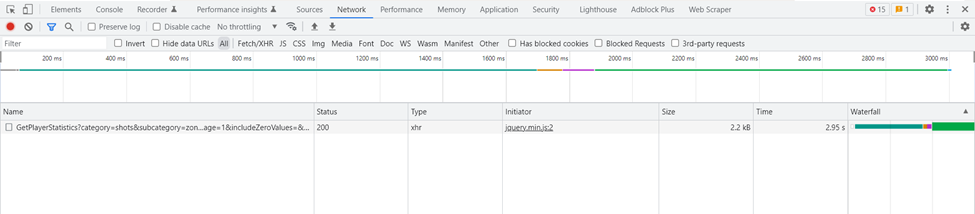 Elements Console Recorder Performance insights Sources Network Performance Memory Application Security Lighthouse Adblock Plus Web Scraper 15 1
Preserve log Disable cache No throttling
Filter Invert Hide data URLs All Fetch/XHR JS CSS Img Media Font Doc WS Wasm Manifest Other Has blocked cookies Blocked Requests 3rd-party requests
200 ms 400 ms 600 ms 800 ms 1000 ms 1200 ms 1400 ms 1600 ms 1800 ms 2000 ms 2200 ms 2400 ms 2600 ms 2800 ms 3000 ms
Name Status Type Initiator Size Time Waterfall
GetPlayerStatistics?category=shots&subcategory=zon...age=1&includeZeroValues=&... 200 xhr jquery.min.js:2 2.2 kB 2.95 s